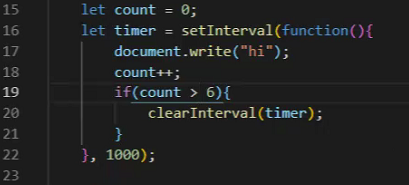 15 let count = 0;
16 let timer = setInterval(function(){
17 document.write("hi");
18 count++;
19 if(count > 6){
20 clearInterval(timer);
21 }
22 }, 1000);
23